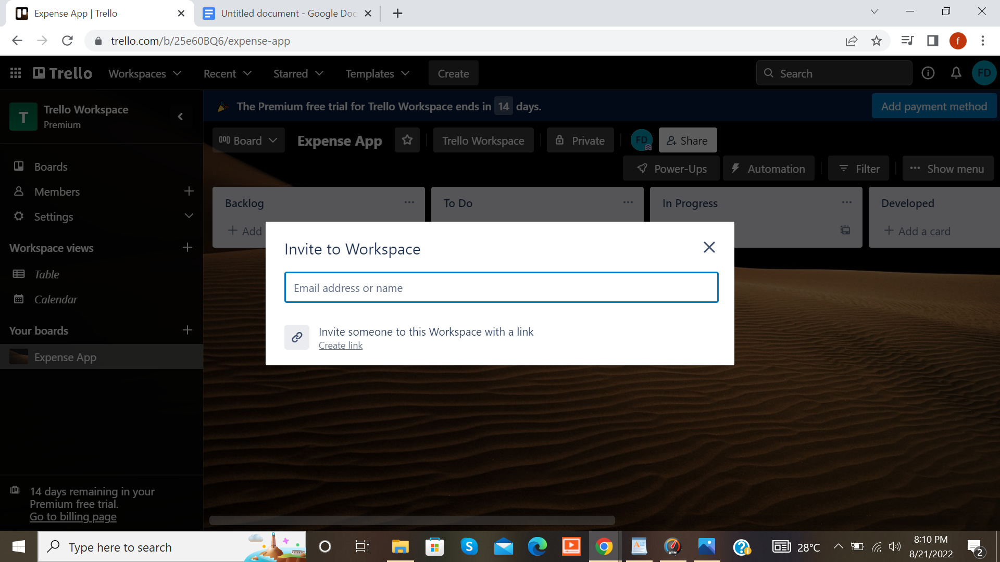 Expense App | Trello
Untitled document - Google Doc
trello.com/b/25e60BQ6/expense-app
f
Trello
Workspaces
Recent
Starred
Templates
Create
Search
FD
T
Trello Workspace
Premium
The Premium free trial for Trello Workspace ends in 14 days.
Add payment method
Board
Expense App
Trello Workspace
Private
FD
Share
Power-Ups
Automation
Filter
Show menu
Boards
Members
Settings
Workspace views
Table
Calendar
Your boards
Expense App
Backlog
To Do
In Progress
Developed
Add
Add a card
Invite to Workspace
Email address or name
Invite someone to this Workspace with a link
Create link
14 days remaining in your
Premium free trial.
Go to billing page
Type here to search
S
WPM
28°C
8:10 PM
8/21/2022
2